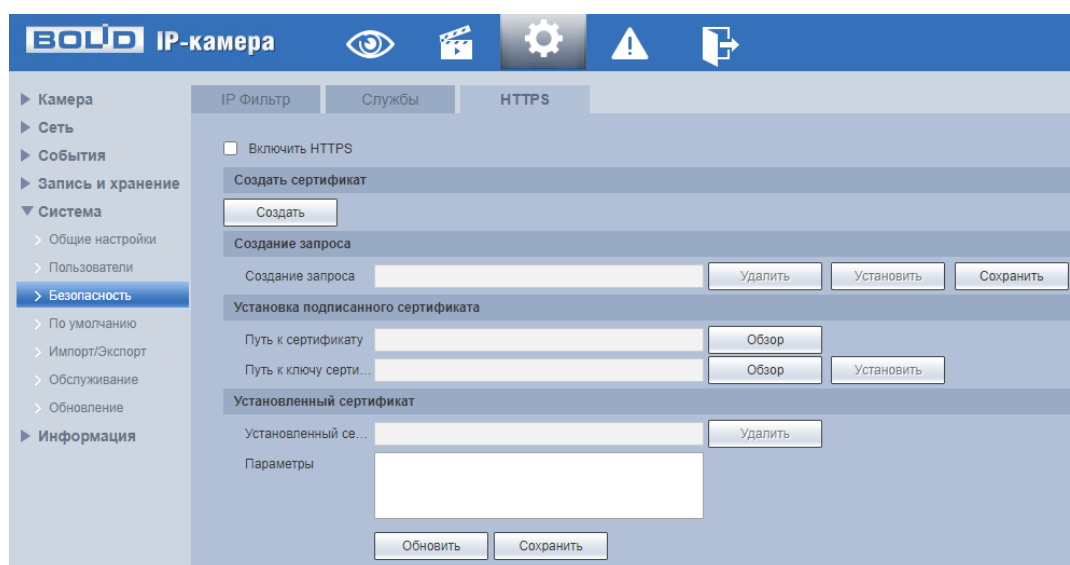 BOLID IP-камера
Камера
Сеть
События
Запись и хранение
Система
Общие настройки
Пользователи
Безопасность
По умолчанию
Импорт/Экспорт
Обслуживание
Обновление
Информация
IP Фильтр Службы HTTPS
Включить HTTPS
Создать сертификат
Создать
Создание запроса
Создание запроса Удалить Установить Сохранить
Установка подписанного сертификата
Путь к сертификату Обзор
Путь к ключу серти... Обзор Установить
Установленный сертификат
Установленный се... Удалить
Параметры
Обновить Сохранить